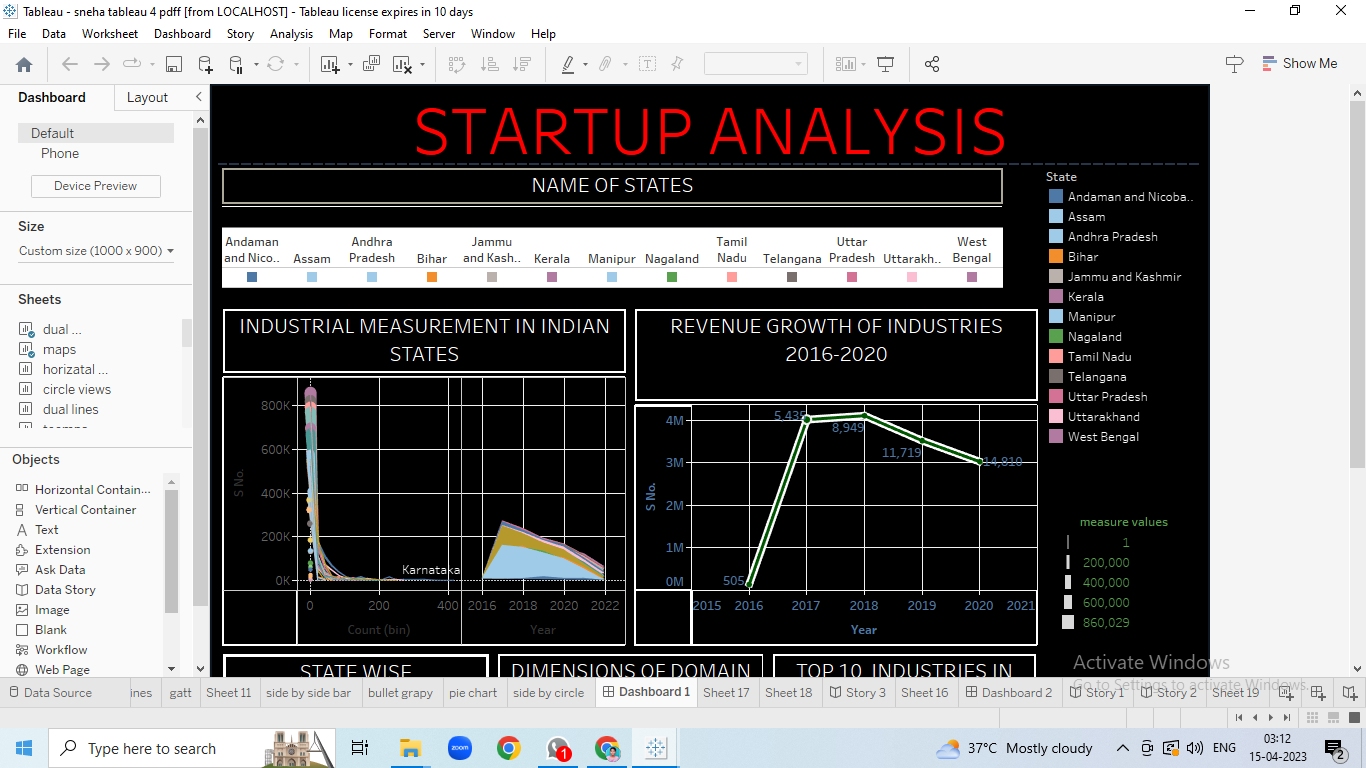 Tableau - sneha tableau 4 pdff [from LOCALHOST] - Tableau license expires in 10 days
File Data Worksheet Dashboard Story Analysis Map Format Server Window Help
Show Me
Dashboard Layout
Default
Phone
Device Preview
Size
Custom size (1000 x 900)
Sheets
dual ...
maps
horizatal ...
circle views
dual lines
Objects
Horizontal Contain...
Vertical Container
Text
Extension
Ask Data
Data Story
Image
Blank
Workflow
Web Page
STARTUP ANALYSIS
NAME OF STATES
Andaman and Nico.. Assam Andhra Pradesh Bihar Jammu and Kash.. Kerala Manipur Nagaland Tamil Nadu Telangana Uttar Pradesh Uttarakh.. West Bengal
INDUSTRIAL MEASUREMENT IN INDIAN
STATES
800K
600K
400K
200K
0K
S No.
Karnataka
0 200 400 2016 2018 2020 2022
Count (bin) Year
REVENUE GROWTH OF INDUSTRIES
2016-2020
4M
3M
2M
1M
0M
S No.
5,435
8,949
11,719
14,810
505
2015 2016 2017 2018 2019 2020 2021
Year
State
Andaman and Nicoba..
Assam
Andhra Pradesh
Bihar
Jammu and Kashmir
Kerala
Manipur
Nagaland
Tamil Nadu
Telangana
Uttar Pradesh
Uttarakhand
West Bengal
measure values
1
200,000
400,000
600,000
860,029
STATE WISE DIMENSIONS OF DOMAIN TOP 10 INDUSTRIES IN
Activate Windows
Go to Settings to activate Windows.
Data Source ines gatt Sheet 11 side by side bar bullet grapy pie chart side by circle Dashboard 1 Sheet 17 Sheet 18 Story 3 Sheet 16 Dashboard 2 Story 1 Story 2 Sheet 19
Type here to search
zoom
1
37°C Mostly cloudy
ENG
03:12
15-04-2023
2